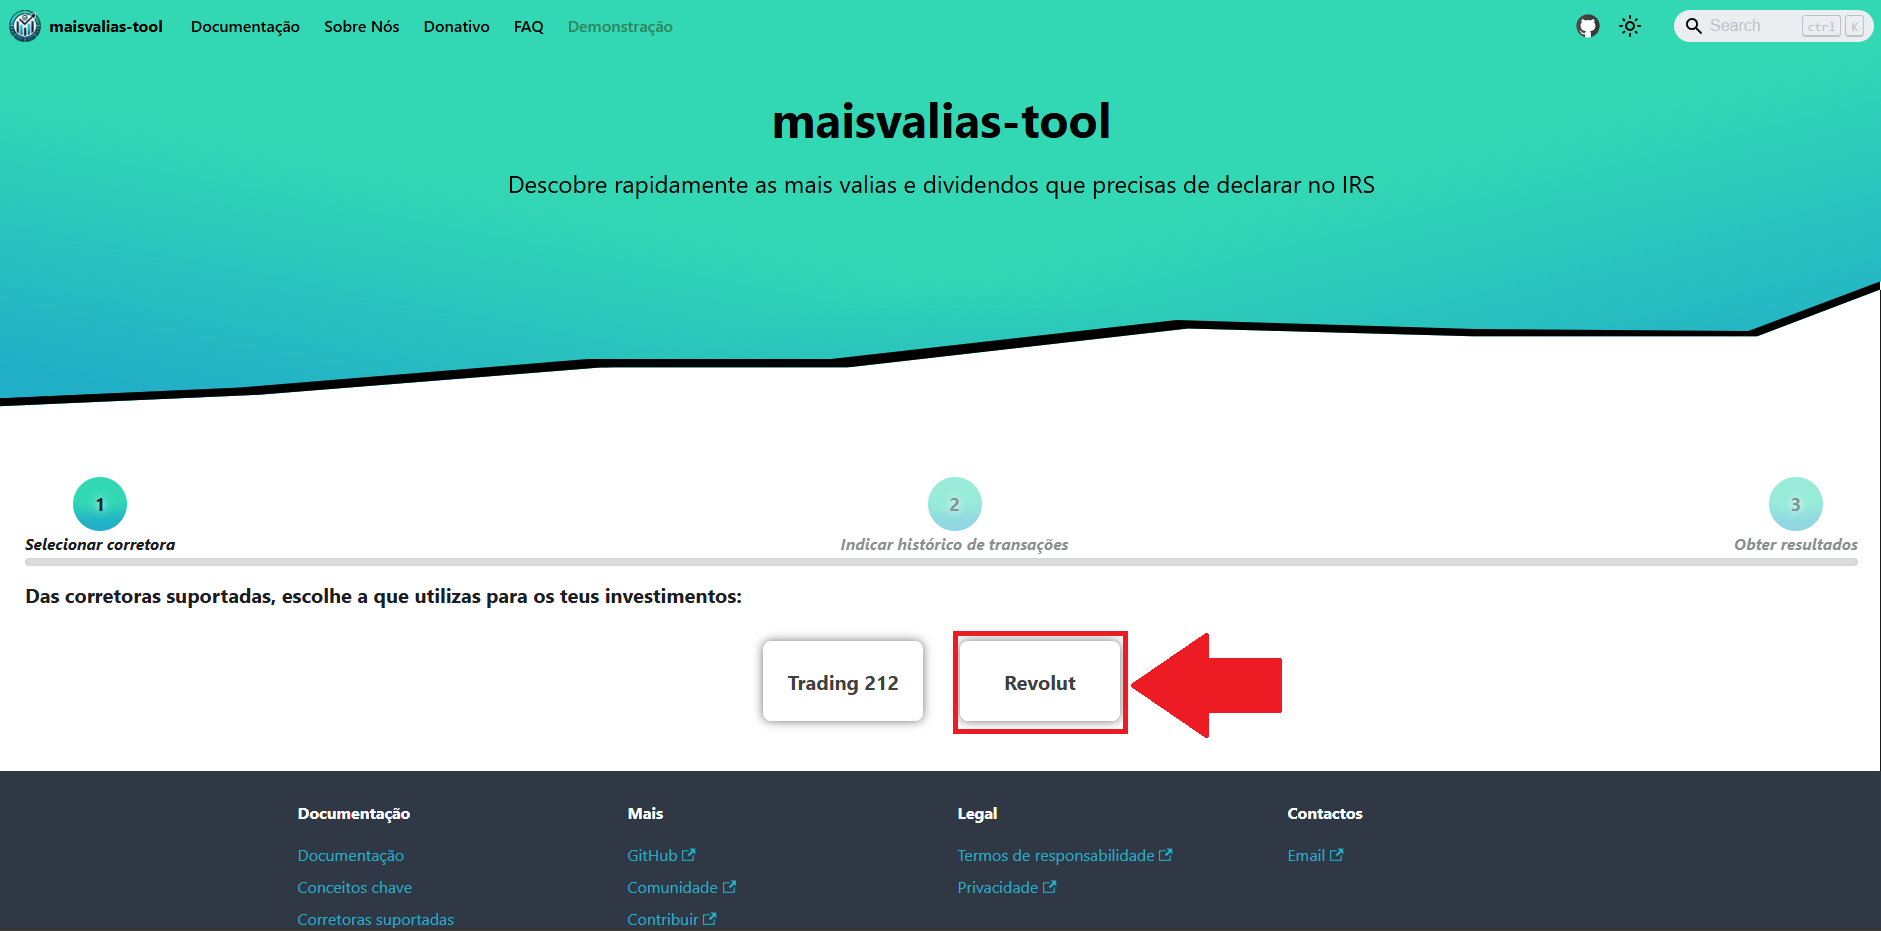 maisvalias-tool Documentação Sobre Nós Donativo FAQ Demonstração Search ctrl K
maisvalias-tool
Descobre rapidamente as mais valias e dividendos que precisas de declarar no IRS
1 2 3
Selecionar corretora Indicar histórico de transações Obter resultados
Das corretoras suportadas, escolhe a que utilizas para os teus investimentos:
Trading 212 Revolut
Documentação Mais Legal Contactos
Documentação GitHub Termos de responsabilidade Email
Conceitos chave Comunidade Privacidade
Corretoras suportadas Contribuir